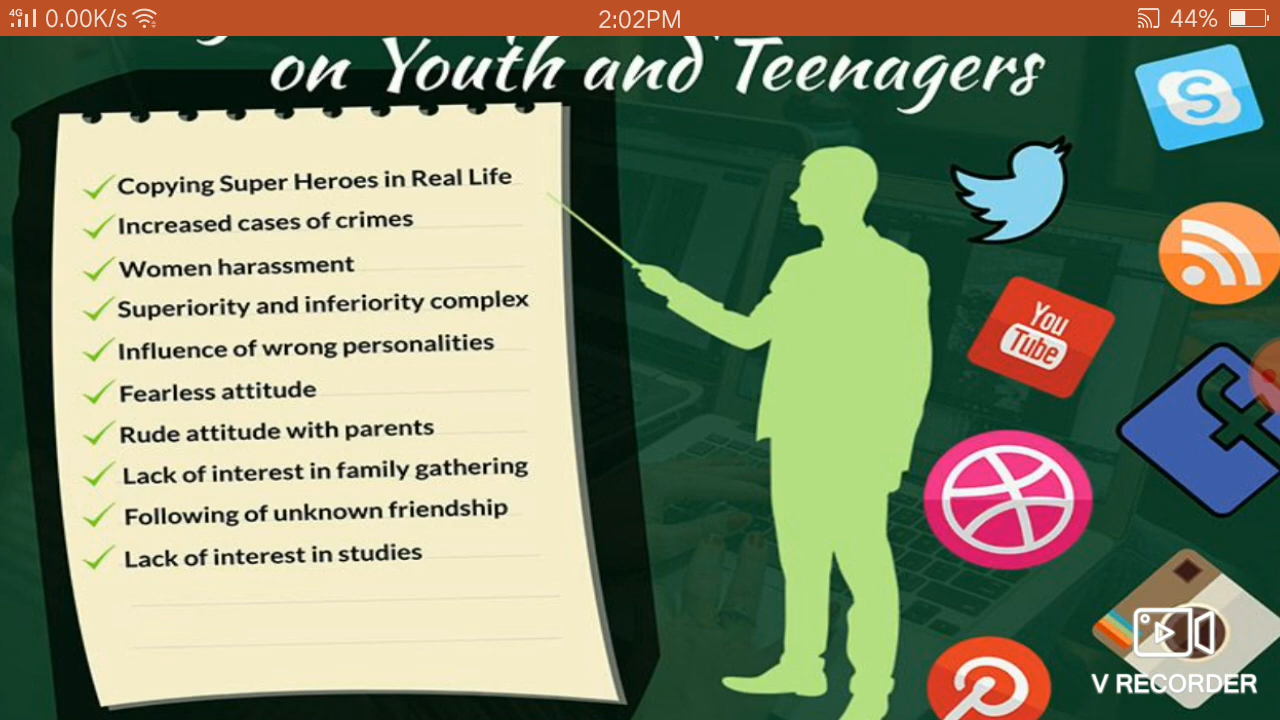 4G 0.00K/s 2:02PM 44%
on Youth and Teenagers
Copying Super Heroes in Real Life
Increased cases of crimes
Women harassment
Superiority and inferiority complex
Influence of wrong personalities
Fearless attitude
Rude attitude with parents
Lack of interest in family gathering
Following of unknown friendship
Lack of interest in studies
S
You
Tube
f
V RECORDER